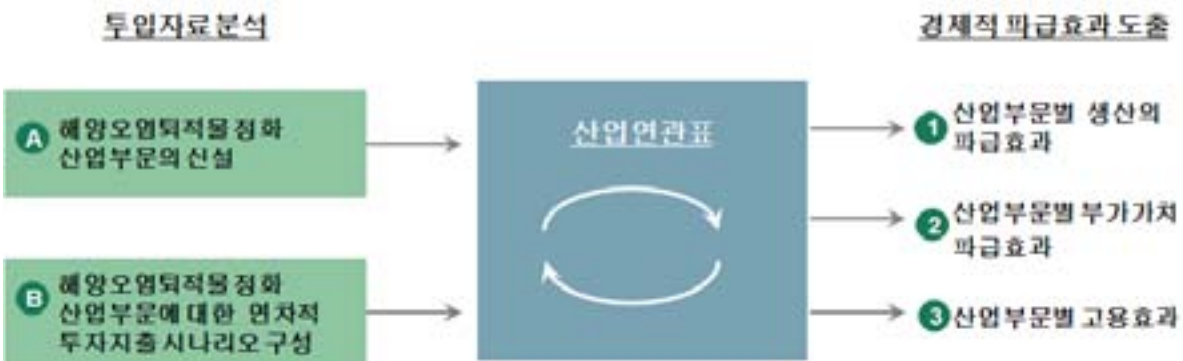 투입자료분석
경제적 파급효과 도출
A 해양오염퇴적물정화
산업부문의 신설
B 해양오염퇴적물정화
산업부문에 대한 연차적
투자지출 시나리오 구성
산업연관표
1 산업부문별 생산의
파급효과
2 산업부문별 부가가치
파급효과
3 산업부문별 고용효과